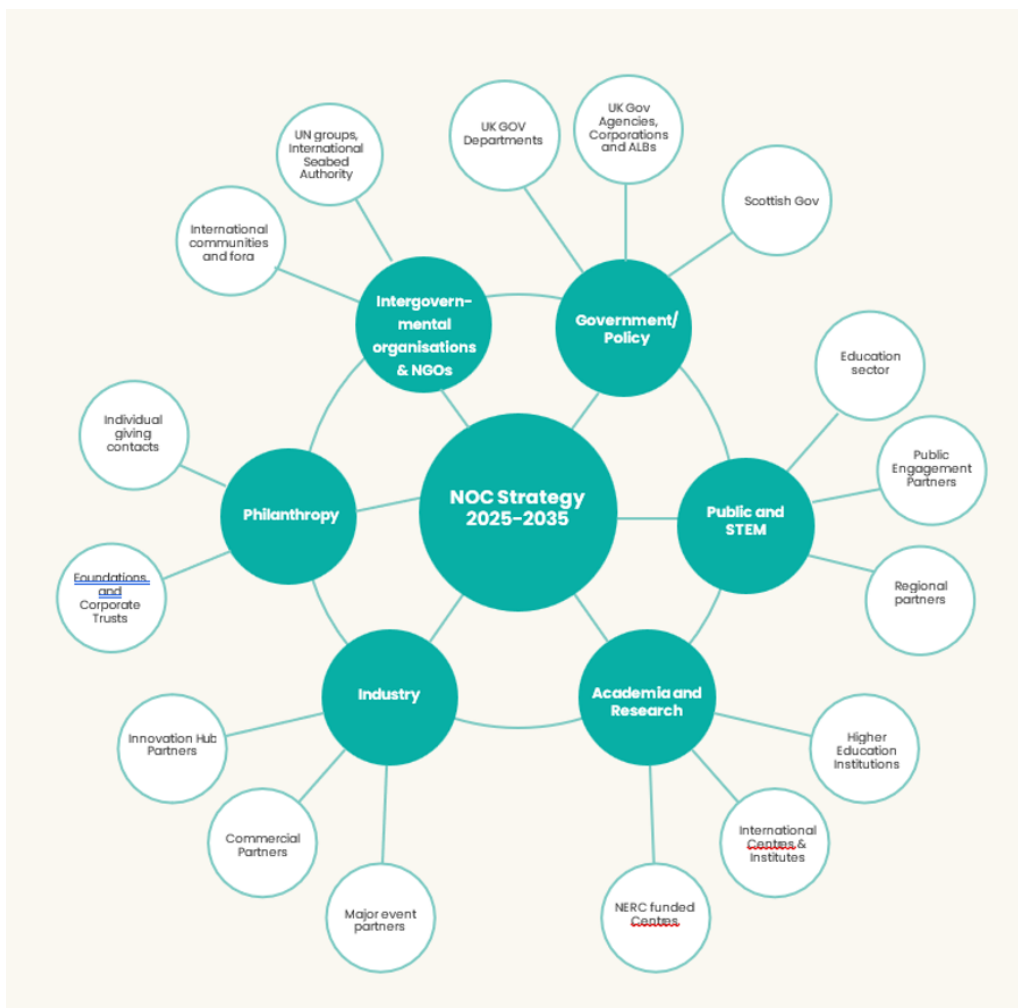 UK Gov
Agencies,
Corporations
and ALBs
UK GOV
Departments
UN groups,
International
Seabed
Authority
Scottish Gov
International
communities
and fora
Intergovern-
mental
organisations
& NGOs
Government/
Policy
Education
sector
Individual
giving
contacts
Public
Engagement
Partners
NOC Strategy
2025-2035
Philanthropy
Public and
STEM
Foundations
and
Corporate
Trusts
Regional
partners
Industry
Academia and
Research
Innovation Hub
Partners
Higher
Education
Institutions
Commercial
Partners
International
Centres &
Institutes
Major event
partners
NERC funded
Centres